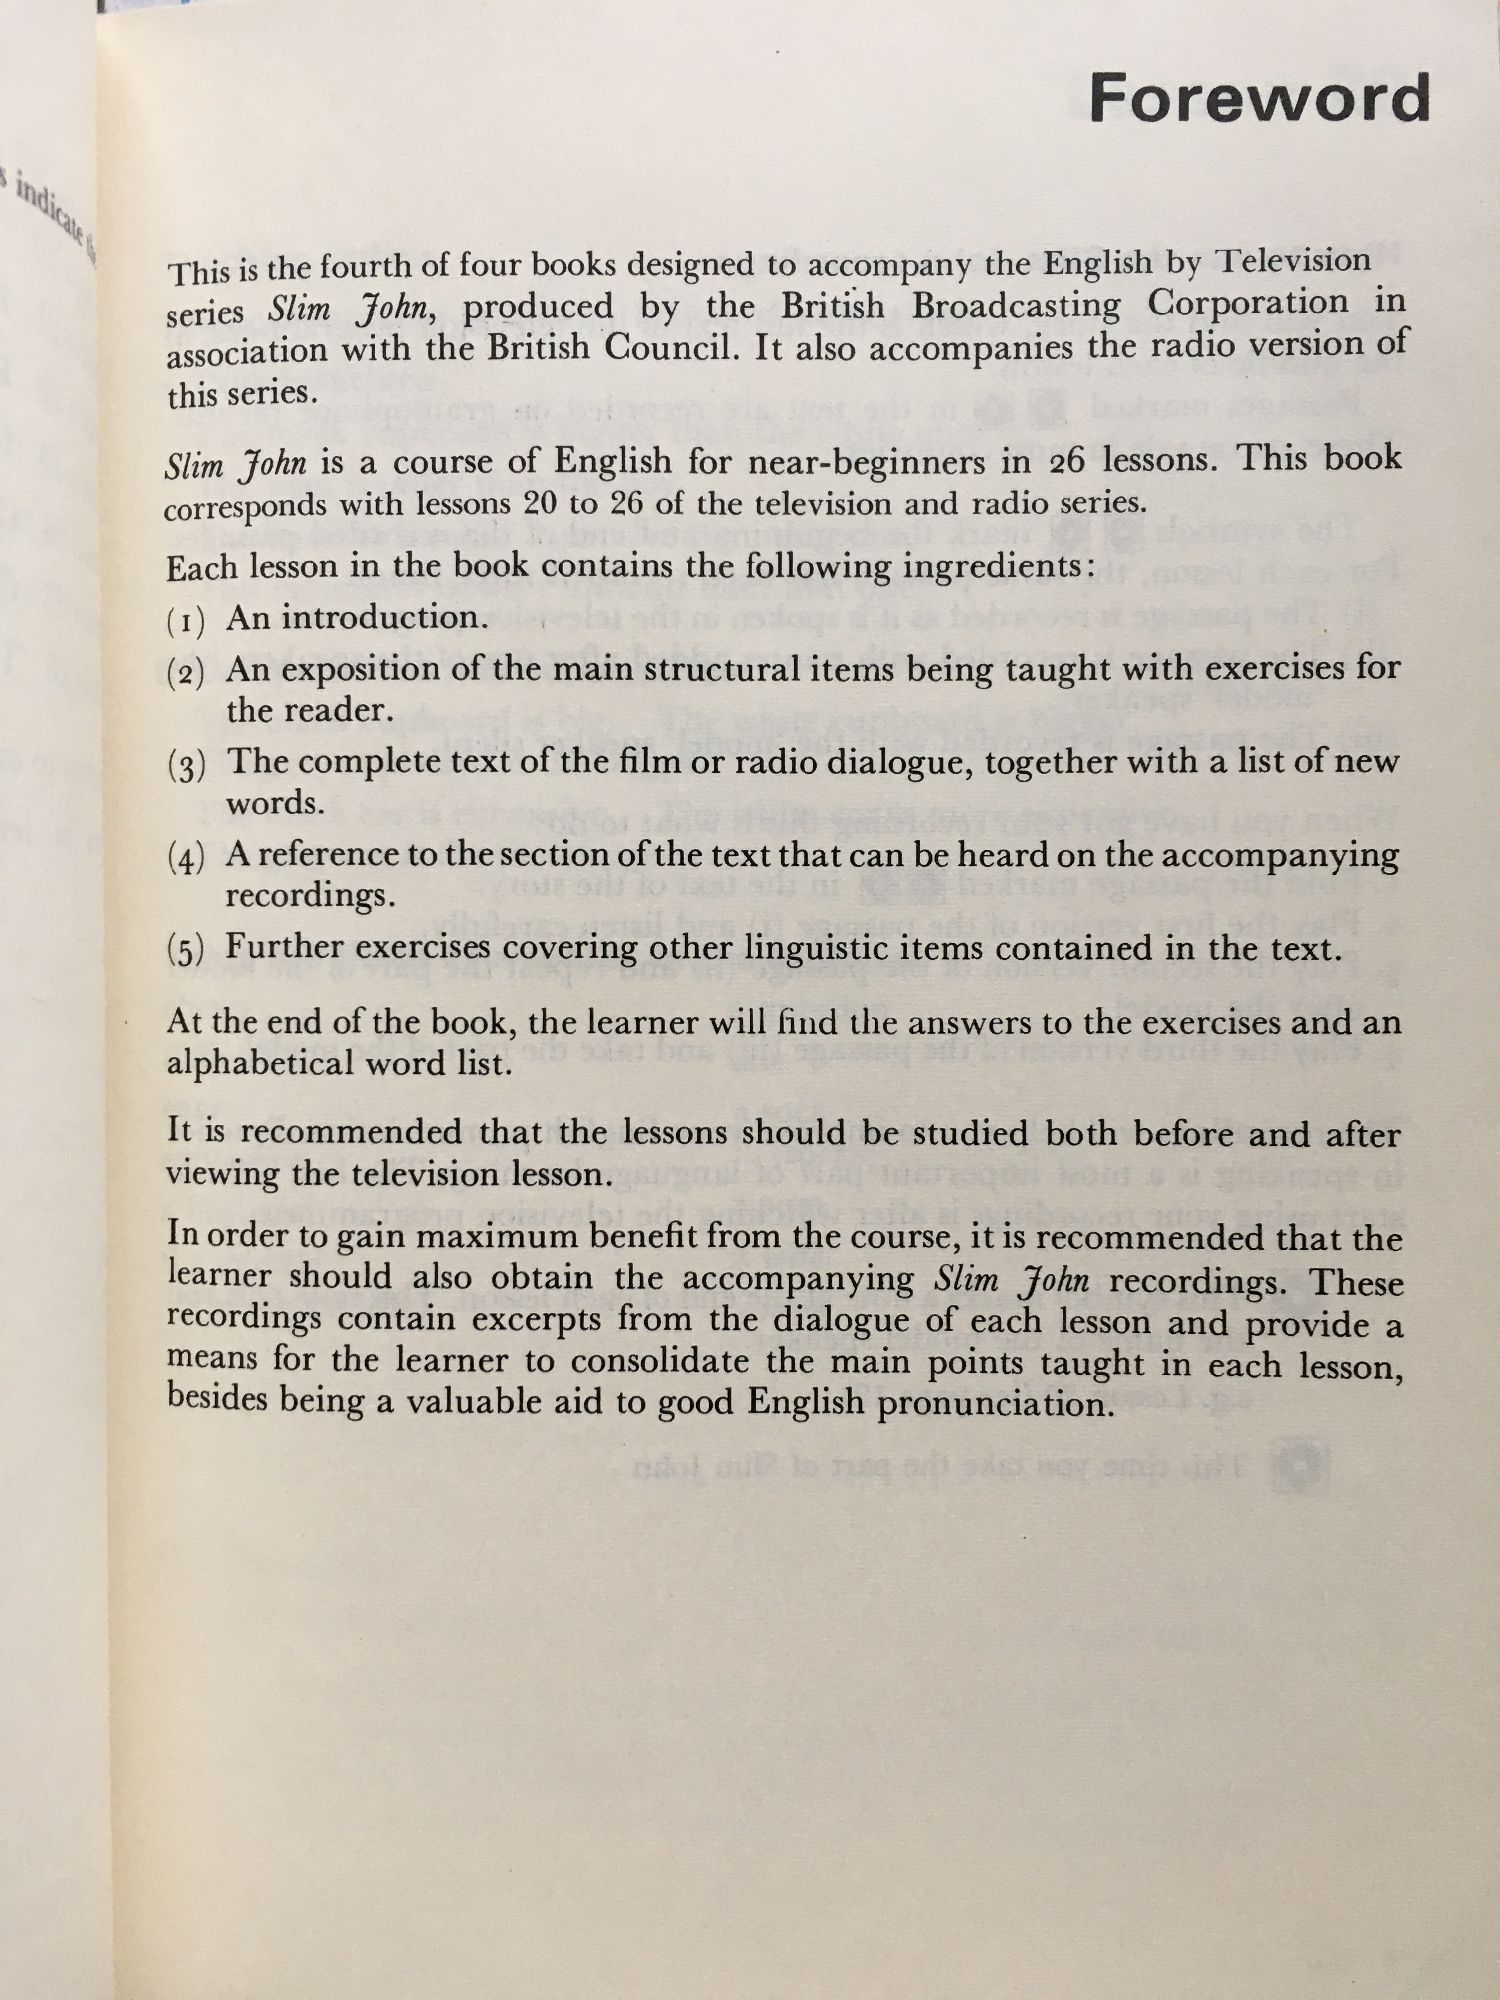 s indicate
Foreword
This is the fourth of four books designed to accompany the English by Television
series Slim John, produced by the British Broadcasting Corporation in
association with the British Council. It also accompanies the radio version of
this series.
Slim John is a course of English for near-beginners in 26 lessons. This book
corresponds with lessons 20 to 26 of the television and radio series.
Each lesson in the book contains the following ingredients:
(1) An introduction.
(2) An exposition of the main structural items being taught with exercises for
the reader.
(3) The complete text of the film or radio dialogue, together with a list of new
words.
(4) A reference to the section of the text that can be heard on the accompanying
recordings.
(5) Further exercises covering other linguistic items contained in the text.
At the end of the book, the learner will find the answers to the exercises and an
alphabetical word list.
It is recommended that the lessons should be studied both before and after
viewing the television lesson.
In order to gain maximum benefit from the course, it is recommended that the
learner should also obtain the accompanying Slim John recordings. These
recordings contain excerpts from the dialogue of each lesson and provide a
means for the learner to consolidate the main points taught in each lesson,
besides being a valuable aid to good English pronunciation.